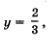 y = 2/3,